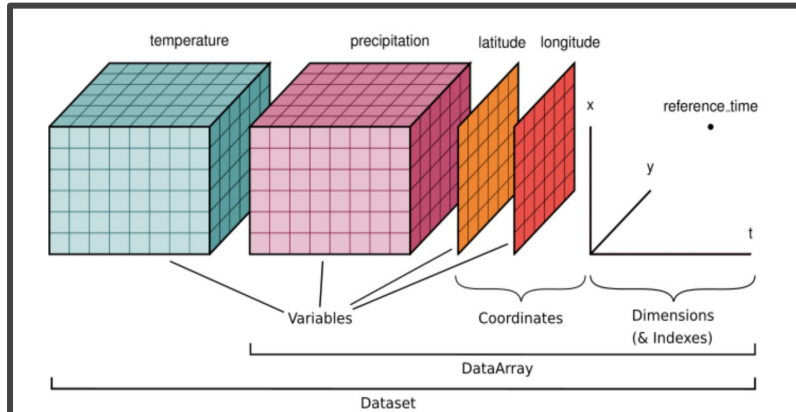 temperature precipitation latitude longitude
x reference_time
y
t
Variables Coordinates Dimensions
(& Indexes)
DataArray
Dataset